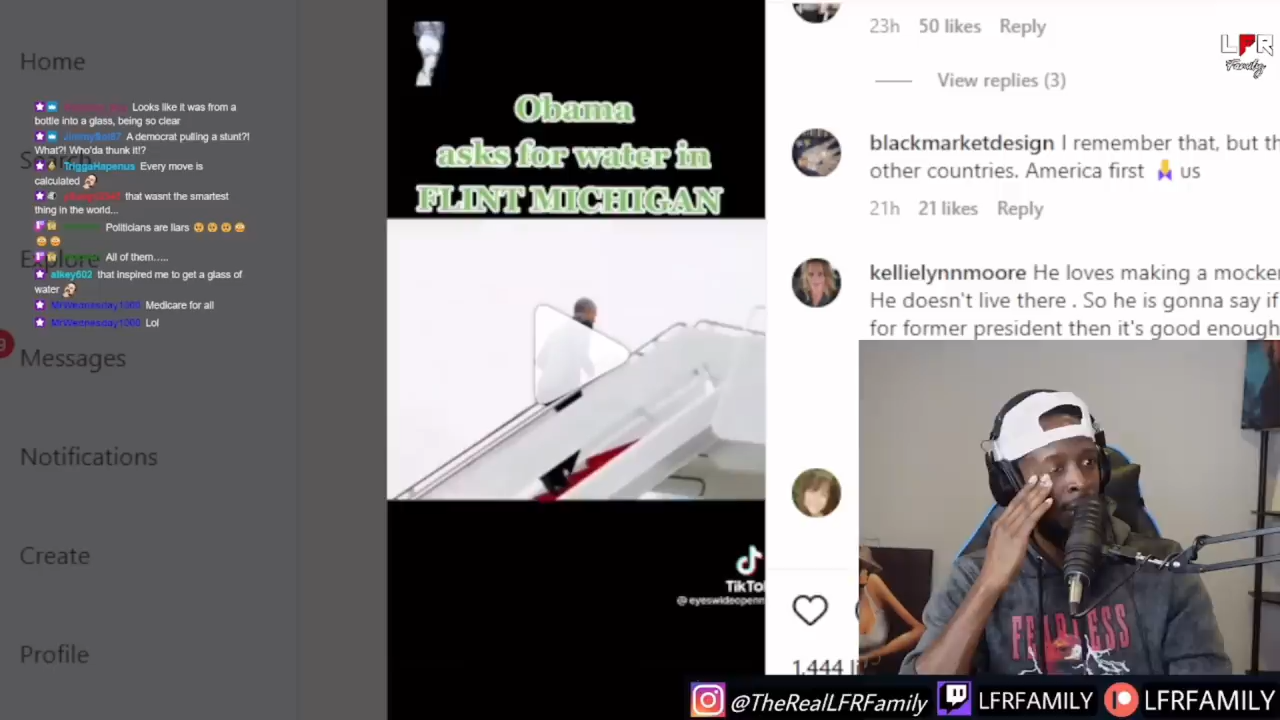 Home
Search
Explore
Messages
Notifications
Create
Profile
Looks like it was from a
bottle into a glass, being so clear
JimmyBoi87 A democrat pulling a stunt?!
What?! Who'da thunk it!?
TriggaHapenus Every move is
calculated
that wasnt the smartest
thing in the world...
Politicians are liars
All of them.....
alkey602 that inspired me to get a glass of
water
MrWednesday1000 Medicare for all
MrWednesday1000 Lol
Obama
asks for water in
FLINT MICHIGAN
TikTo
@eyeswideopenn
23h 50 likes Reply
View replies (3)
blackmarketdesign I remember that, but th
other countries. America first us
21h 21 likes Reply
kellielynnmoore He loves making a mocker
He doesn't live there . So he is gonna say if
for former president then it's good enough
1,444 li
LFR
Family
FEARLESS
@TheRealLFRFamily LFRFAMILY LFRFAMILY